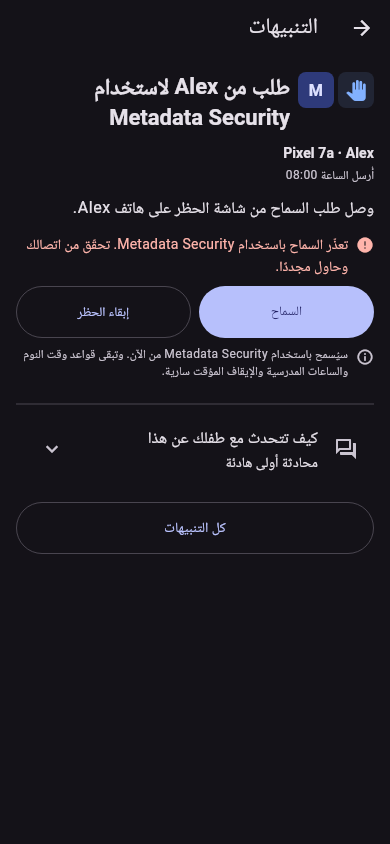 التنبيهات
M
طلب من Alex لاستخدام
Metadata Security
Pixel 7a · Alex
أُرسل الساعة 08:00
وصل طلب السماح من شاشة الحظر على هاتف Alex.
تعذّر السماح باستخدام Metadata Security. تحقّق من اتصالك
وحاول مجددًا.
السماح
إبقاء الحظر
سيُسمح باستخدام Metadata Security من الآن. وتبقى قواعد وقت النوم
والساعات المدرسية والإيقاف المؤقت سارية.
كيف تتحدث مع طفلك عن هذا
محادثة أولى هادئة
كل التنبيهات